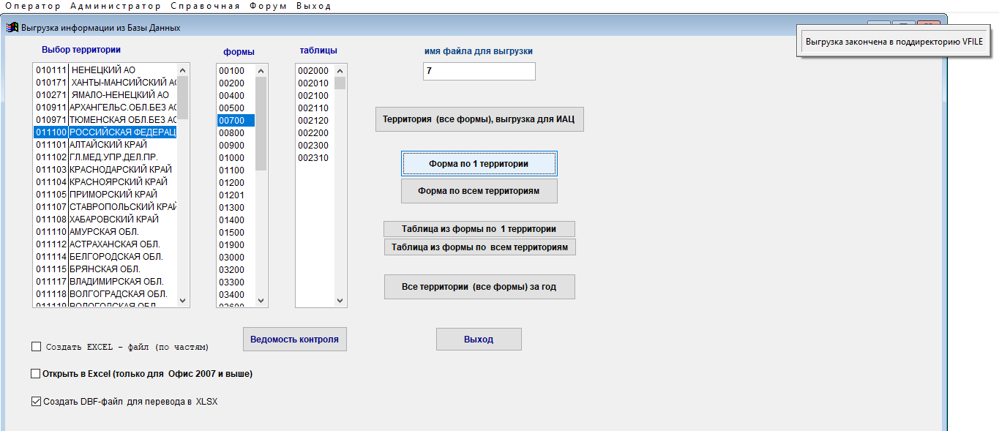 Оператор Администратор Справочная Форум Выход
Выгрузка информации из Базы Данных
Выгрузка закончена в поддиректорию VFILE
Выбор территории
формы
таблицы
имя файла для выгрузки
010111 НЕНЕЦКИЙ АО
010171 ХАНТЫ-МАНСИЙСКИЙ АО
010271 ЯМАЛО-НЕНЕЦКИЙ АО
010911 АРХАНГЕЛЬС.ОБЛ.БЕЗ АО
010971 ТЮМЕНСКАЯ ОБЛ.БЕЗ АО
011100 РОССИЙСКАЯ ФЕДЕРАЦ
011101 АЛТАЙСКИЙ КРАЙ
011102 ГЛ.МЕД.УПР.ДЕЛ.ПР.
011103 КРАСНОДАРСКИЙ КРАЙ
011104 КРАСНОЯРСКИЙ КРАЙ
011105 ПРИМОРСКИЙ КРАЙ
011107 СТАВРОПОЛЬСКИЙ КРАЙ
011108 ХАБАРОВСКИЙ КРАЙ
011110 АМУРСКАЯ ОБЛ.
011112 АСТРАХАНСКАЯ ОБЛ.
011114 БЕЛГОРОДСКАЯ ОБЛ.
011115 БРЯНСКАЯ ОБЛ.
011117 ВЛАДИМИРСКАЯ ОБЛ.
011118 ВОЛГОГРАДСКАЯ ОБЛ.
011119 ВОЛОГОДСКАЯ ОБЛ
00100
00200
00400
00500
00700
00800
00900
01000
01100
01200
01201
01300
01400
01500
01900
03000
03200
03300
03400
03600
002000
002010
002100
002110
002120
002200
002300
002310
7
Территория (все формы), выгрузка для ИАЦ
Форма по 1 территории
Форма по всем территориям
Таблица из формы по 1 территории
Таблица из формы по всем территориям
Все территории (все формы) за год
Ведомость контроля
Выход
Создать EXCEL - файл (по частям)
Открыть в Excel (только для Офис 2007 и выше)
Создать DBF-файл для перевода в XLSX